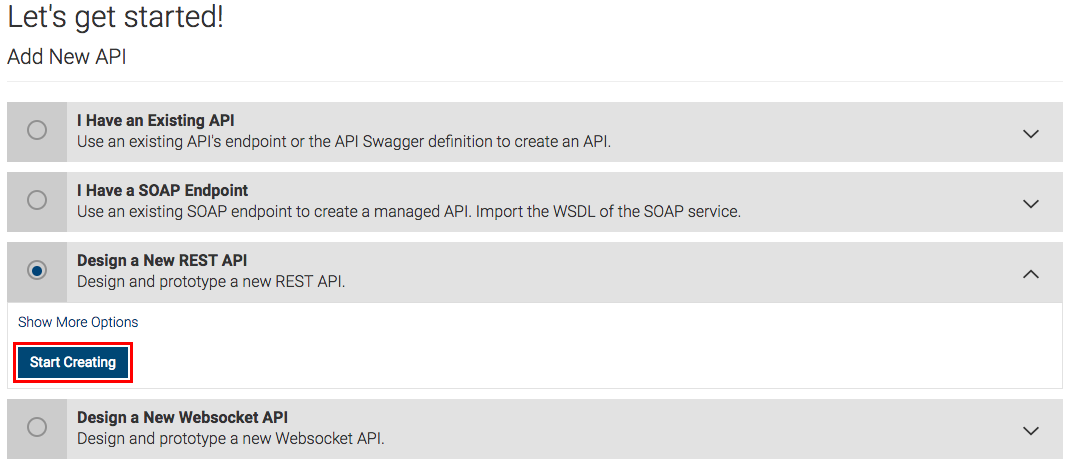 Let's get started!
Add New API
I Have an Existing API
Use an existing API's endpoint or the API Swagger definition to create an API.
I Have a SOAP Endpoint
Use an existing SOAP endpoint to create a managed API. Import the WSDL of the SOAP service.
Design a New REST API
Design and prototype a new REST API.
Show More Options
Start Creating
Design a New Websocket API
Design and prototype a new Websocket API.